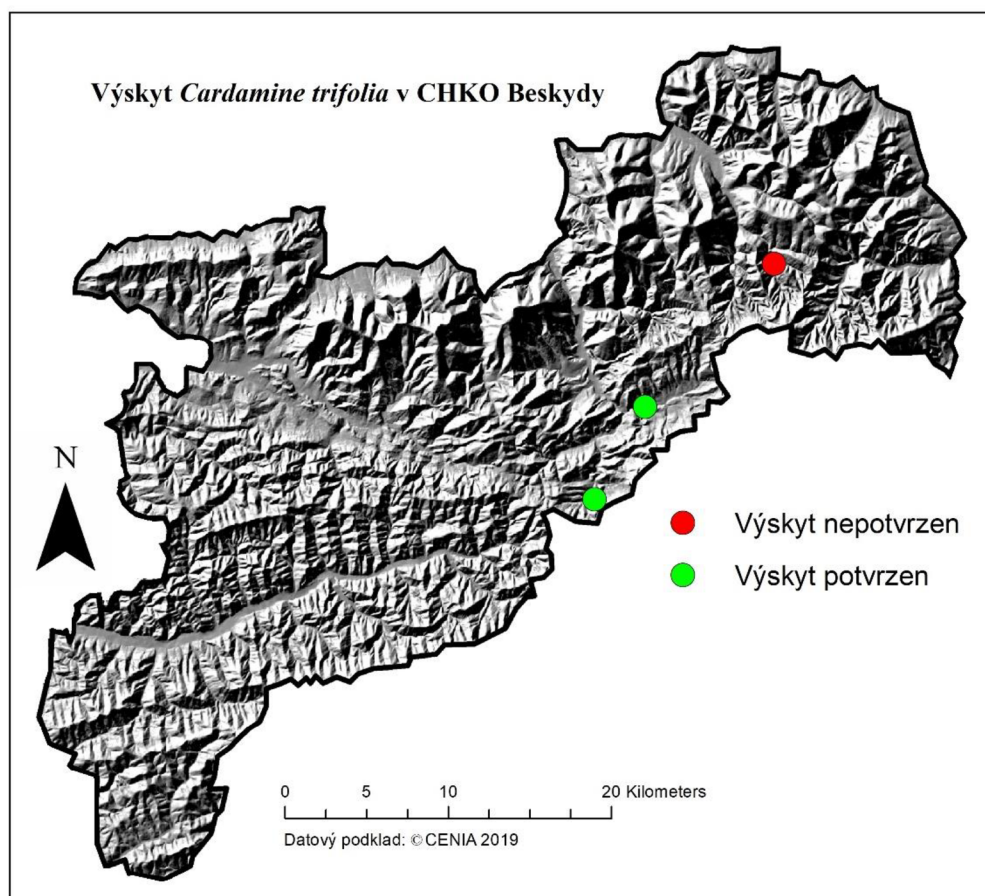 Výskyt Cardamine trifolia v CHKO Beskydy
N
Výskyt nepotvrzen
Výskyt potvrzen
0 5 10 20 Kilometers
Datový podklad: ©CENIA 2019